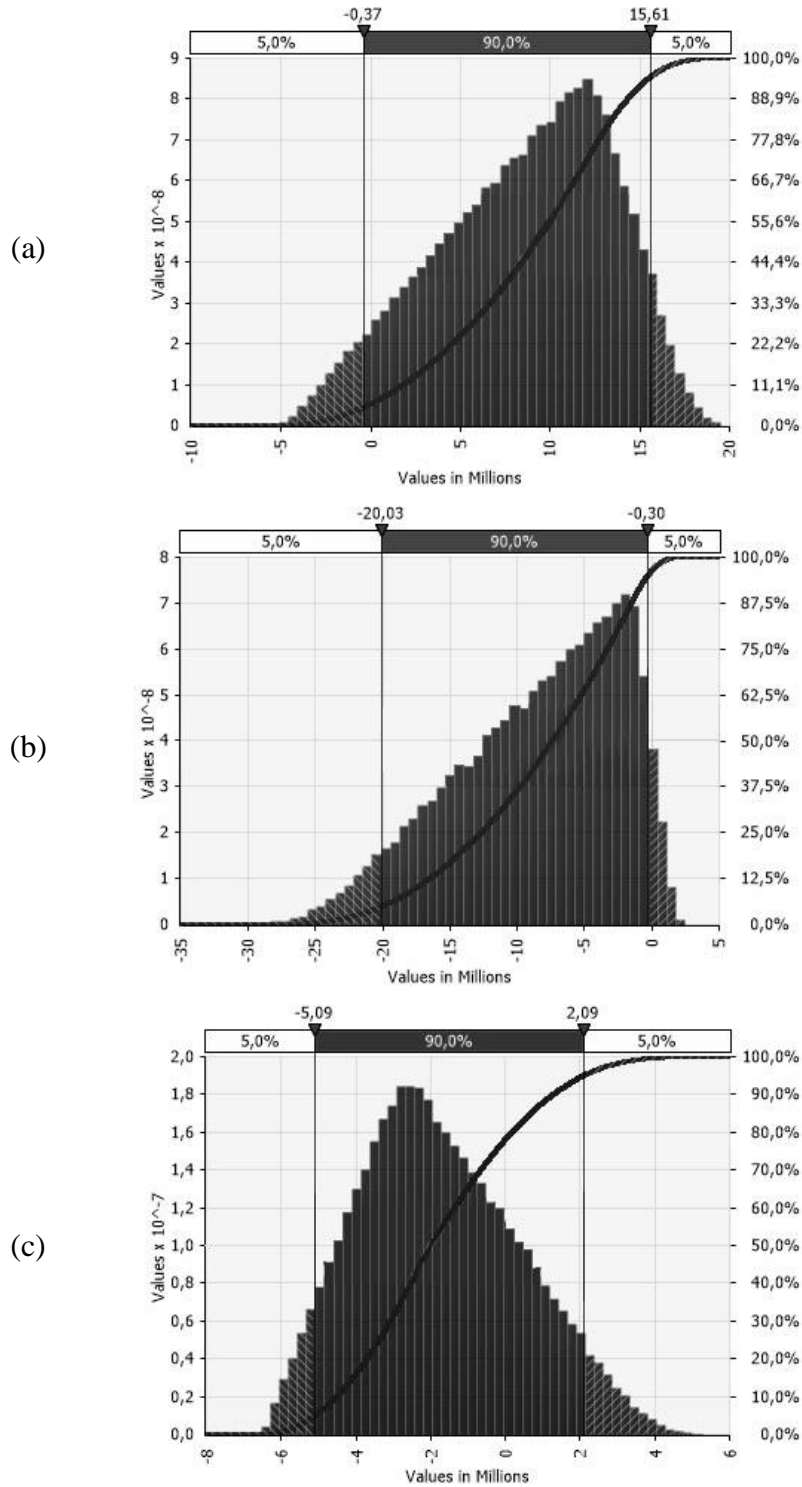 -0,37 15,61
5,0% 90,0% 5,0%
9 100,0%
8 88,9%
7 77,8%
6 66,7%
5 55,6%
4 44,4%
3 33,3%
2 22,2%
1 11,1%
0 0,0%
Values x 10^-8
(a)
-10 -5 0 5 10 15 20
Values in Millions
-20,03 -0,30
5,0% 90,0% 5,0%
8 100,0%
7 87,5%
6 75,0%
5 62,5%
4 50,0%
3 37,5%
2 25,0%
1 12,5%
0 0,0%
Values x 10^-8
(b)
-35 -30 -25 -20 -15 -10 -5 0 5
Values in Millions
-5,09 2,09
5,0% 90,0% 5,0%
2,0 100,0%
1,8 90,0%
1,6 80,0%
1,4 70,0%
1,2 60,0%
1,0 50,0%
0,8 40,0%
0,6 30,0%
0,4 20,0%
0,2 10,0%
0,0 0,0%
Values x 10^-7
(c)
-8 -6 -4 -2 0 2 4 6
Values in Millions